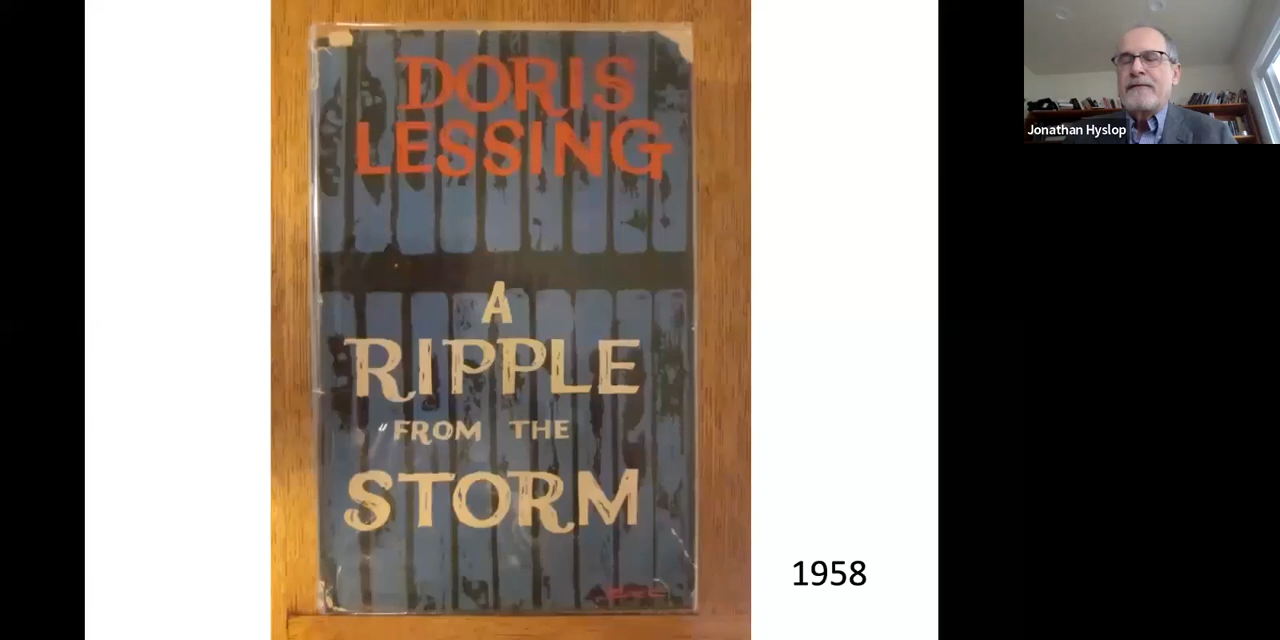 DORIS
LESSING
A
RIPPLE
FROM THE
STORM
1958
Jonathan Hyslop